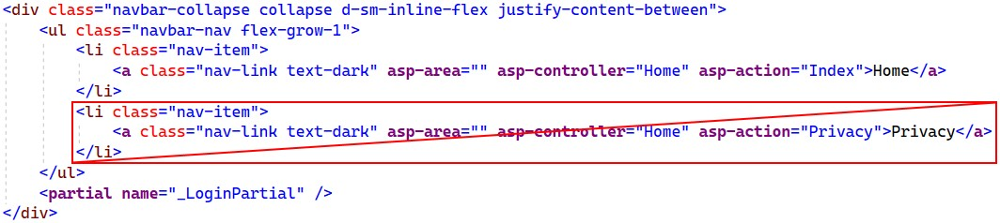 <div class="navbar-collapse collapse d-sm-inline-flex justify-content-between">
    <ul class="navbar-nav flex-grow-1">
        <li class="nav-item">
            <a class="nav-link text-dark" asp-area="" asp-controller="Home" asp-action="Index">Home</a>
        </li>
        <li class="nav-item">
            <a class="nav-link text-dark" asp-area="" asp-controller="Home" asp-action="Privacy">Privacy</a>
        </li>
    </ul>
    <partial name="_LoginPartial" />
</div>